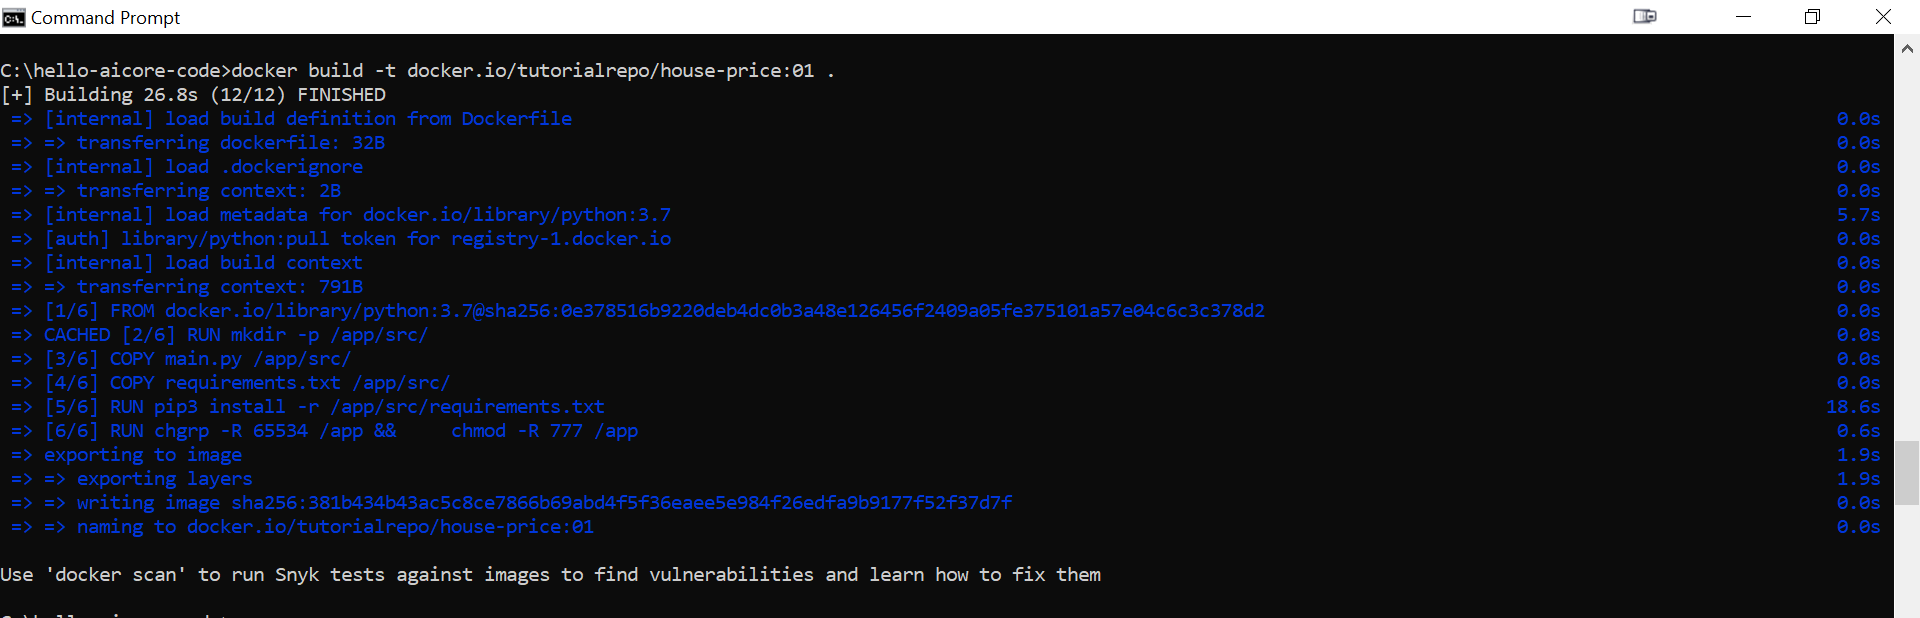 Command Prompt
C:\hello-aicore-code>docker build -t docker.io/tutorialrepo/house-price:01 .
[+] Building 26.8s (12/12) FINISHED
=> [internal] load build definition from Dockerfile 0.0s
=> => transferring dockerfile: 32B 0.0s
=> [internal] load .dockerignore 0.0s
=> => transferring context: 2B 0.0s
=> [internal] load metadata for docker.io/library/python:3.7 5.7s
=> [auth] library/python:pull token for registry-1.docker.io 0.0s
=> [internal] load build context 0.0s
=> => transferring context: 791B 0.0s
=> [1/6] FROM docker.io/library/python:3.7@sha256:0e378516b9220deb4dc0b3a48e126456f2409a05fe375101a57e04c6c3c378d2 0.0s
=> CACHED [2/6] RUN mkdir -p /app/src/ 0.0s
=> [3/6] COPY main.py /app/src/ 0.0s
=> [4/6] COPY requirements.txt /app/src/ 0.0s
=> [5/6] RUN pip3 install -r /app/src/requirements.txt 18.6s
=> [6/6] RUN chgrp -R 65534 /app &&     chmod -R 777 /app 0.6s
=> exporting to image 1.9s
=> => exporting layers 1.9s
=> => writing image sha256:381b434b43ac5c8ce7866b69abd4f5f36eaee5e984f26edfa9b9177f52f37d7f 0.0s
=> => naming to docker.io/tutorialrepo/house-price:01 0.0s
Use 'docker scan' to run Snyk tests against images to find vulnerabilities and learn how to fix them